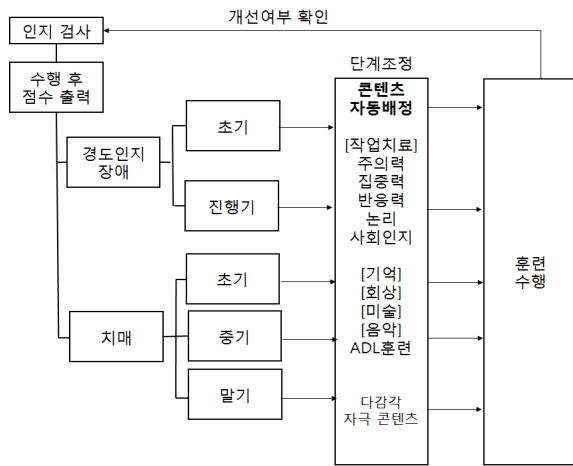 개선여부 확인
인지 검사
수행 후
점수 출력
경도인지
장애
초기
진행기
치매
초기
중기
말기
단계조정
콘텐츠
자동배정
[작업치료]
주의력
집중력
반응력
논리
사회인지
[기억]
[회상]
[미술]
[음악]
ADL훈련
다감각
자극 콘텐츠
훈련
수행